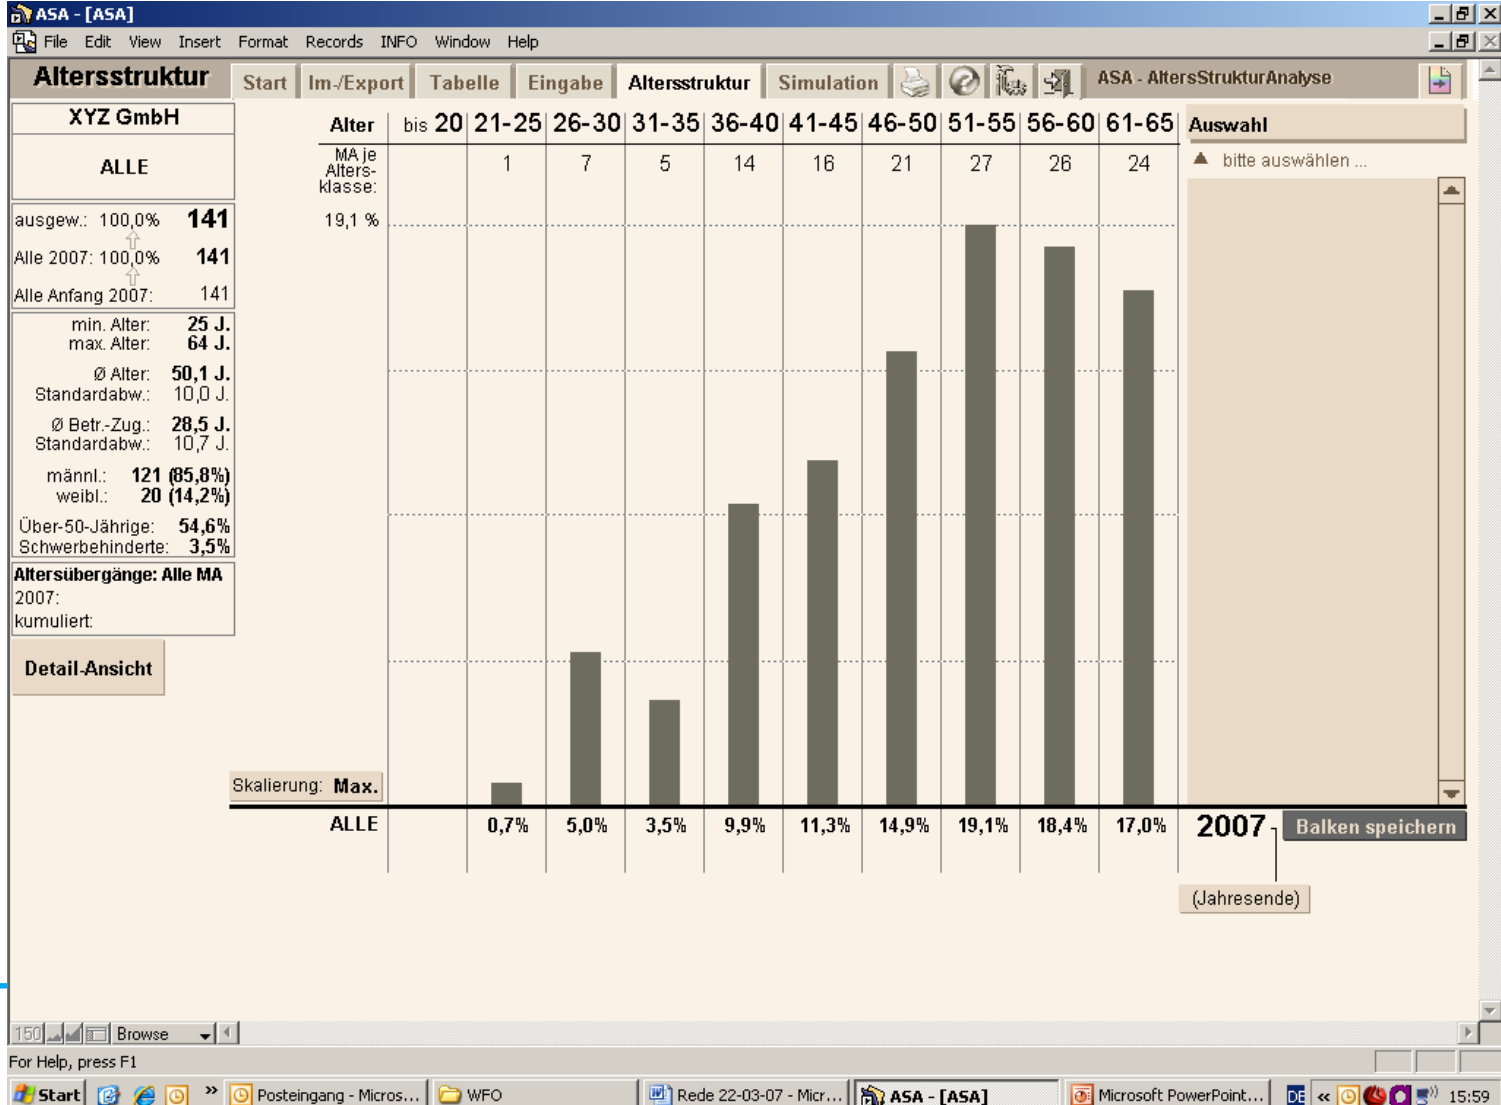 ASA - [ASA]
File Edit View Insert Format Records INFO Window Help
Altersstruktur Start Im-/Export Tabelle Eingabe Altersstruktur Simulation ASA - AltersStrukturAnalyse
XYZ GmbH
ALLE
ausgew.: 100,0% 141
Alle 2007: 100,0% 141
Alle Anfang 2007: 141
min. Alter: 25 J.
max. Alter: 64 J.
Ø Alter: 50,1 J.
Standardabw.: 10,0 J.
Ø Betr.-Zug.: 28,5 J.
Standardabw.: 10,7 J.
männl.: 121 (85,8%)
weibl.: 20 (14,2%)
Über-50-Jährige: 54,6%
Schwerbehinderte: 3,5%
Altersübergänge: Alle MA
2007:
kumuliert:
Detail-Ansicht
Alter bis 20 21-25 26-30 31-35 36-40 41-45 46-50 51-55 56-60 61-65
MA je
Alters-
klasse:
1 7 5 14 16 21 27 26 24
19,1 %
Skalierung: Max.
ALLE 0,7% 5,0% 3,5% 9,9% 11,3% 14,9% 19,1% 18,4% 17,0%
Auswahl
bitte auswählen ...
2007 Balken speichern
(Jahresende)
150 Browse
For Help, press F1
Start » Posteingang - Micros... WFO Rede 22-03-07 - Micr... ASA - [ASA] Microsoft PowerPoint... DE « 15:59